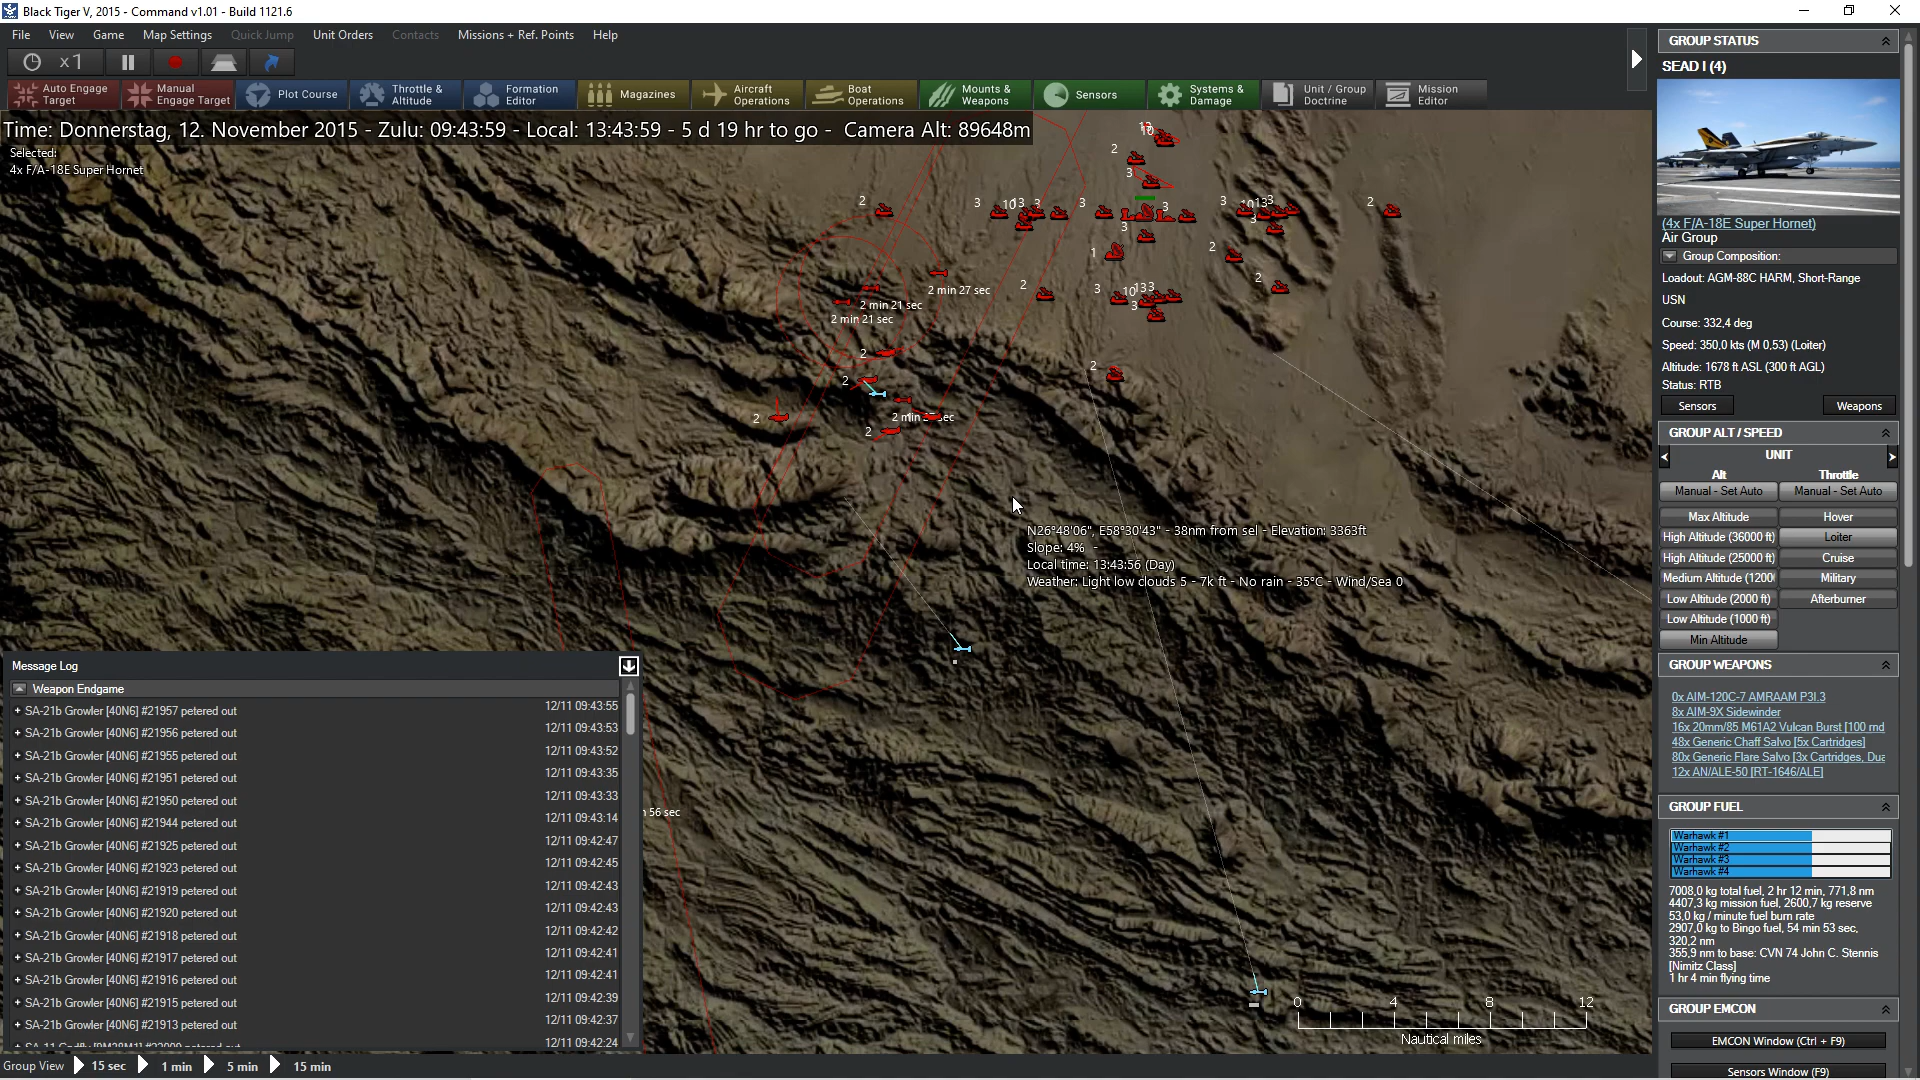 Black Tiger V, 2015 - Command v1.01 - Build 1121.6
File View Game Map Settings Quick Jump Unit Orders Contacts Missions + Ref. Points Help
x1
Auto Engage Target
Manual Engage Target
Plot Course
Throttle & Altitude
Formation Editor
Magazines
Aircraft Operations
Boat Operations
Mounts & Weapons
Sensors
Systems & Damage
Unit / Group Doctrine
Mission Editor
Time: Donnerstag, 12. November 2015 - Zulu: 09:43:59 - Local: 13:43:59 - 5 d 19 hr to go - Camera Alt: 89648m
Selected:
4x F/A-18E Super Hornet
2 min 27 sec
2 min 21 sec
2 min 21 sec
N26°48'06", E58°30'43" - 38nm from sel - Elevation: 3363ft
Slope: 4% -
Local time: 13:43:56 (Day)
Weather: Light low clouds 5 - 7k ft - No rain - 35°C - Wind/Sea 0
56 sec
0 4 8 12
Nautical miles
Message Log
Weapon Endgame
+ SA-21b Growler [40N6] #21957 petered out 12/11 09:43:55
+ SA-21b Growler [40N6] #21956 petered out 12/11 09:43:53
+ SA-21b Growler [40N6] #21955 petered out 12/11 09:43:52
+ SA-21b Growler [40N6] #21951 petered out 12/11 09:43:35
+ SA-21b Growler [40N6] #21950 petered out 12/11 09:43:33
+ SA-21b Growler [40N6] #21944 petered out 12/11 09:43:14
+ SA-21b Growler [40N6] #21925 petered out 12/11 09:42:47
+ SA-21b Growler [40N6] #21923 petered out 12/11 09:42:45
+ SA-21b Growler [40N6] #21919 petered out 12/11 09:42:43
+ SA-21b Growler [40N6] #21920 petered out 12/11 09:42:43
+ SA-21b Growler [40N6] #21918 petered out 12/11 09:42:42
+ SA-21b Growler [40N6] #21917 petered out 12/11 09:42:41
+ SA-21b Growler [40N6] #21916 petered out 12/11 09:42:41
+ SA-21b Growler [40N6] #21915 petered out 12/11 09:42:39
+ SA-21b Growler [40N6] #21913 petered out 12/11 09:42:37
12/11 09:42:24
Group View 15 sec 1 min 5 min 15 min
GROUP STATUS
SEAD I (4)
(4x F/A-18E Super Hornet)
Air Group
Group Composition:
Loadout: AGM-88C HARM, Short-Range
USN
Course: 332,4 deg
Speed: 350,0 kts (M 0,53) (Loiter)
Altitude: 1678 ft ASL (300 ft AGL)
Status: RTB
Sensors Weapons
GROUP ALT / SPEED
< UNIT >
Alt Throttle
Manual - Set Auto Manual - Set Auto
Max Altitude Hover
High Altitude (36000 ft) Loiter
High Altitude (25000 ft) Cruise
Medium Altitude (1200 Military
Low Altitude (2000 ft) Afterburner
Low Altitude (1000 ft)
Min Altitude
GROUP WEAPONS
0x AIM-120C-7 AMRAAM P3I.3
8x AIM-9X Sidewinder
16x 20mm/85 M61A2 Vulcan Burst [100 rnd
48x Generic Chaff Salvo [5x Cartridges]
80x Generic Flare Salvo [3x Cartridges, Dua
12x AN/ALE-50 [RT-1646/ALE]
GROUP FUEL
Warhawk #1
Warhawk #2
Warhawk #3
Warhawk #4
7008,0 kg total fuel, 2 hr 12 min, 771,8 nm
4407,3 kg mission fuel, 2600,7 kg reserve
53,0 kg / minute fuel burn rate
2907,0 kg to Bingo fuel, 54 min 53 sec,
320,2 nm
355,9 nm to base: CVN 74 John C. Stennis
[Nimitz Class]
1 hr 4 min flying time
GROUP EMCON
EMCON Window (Ctrl + F9)
Sensors Window (F9)